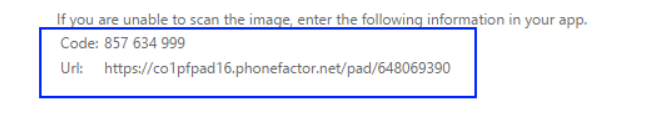 If you are unable to scan the image, enter the following information in your app.
Code: 857 634 999
Url: https://co1pfpad16.phonefactor.net/pad/648069390